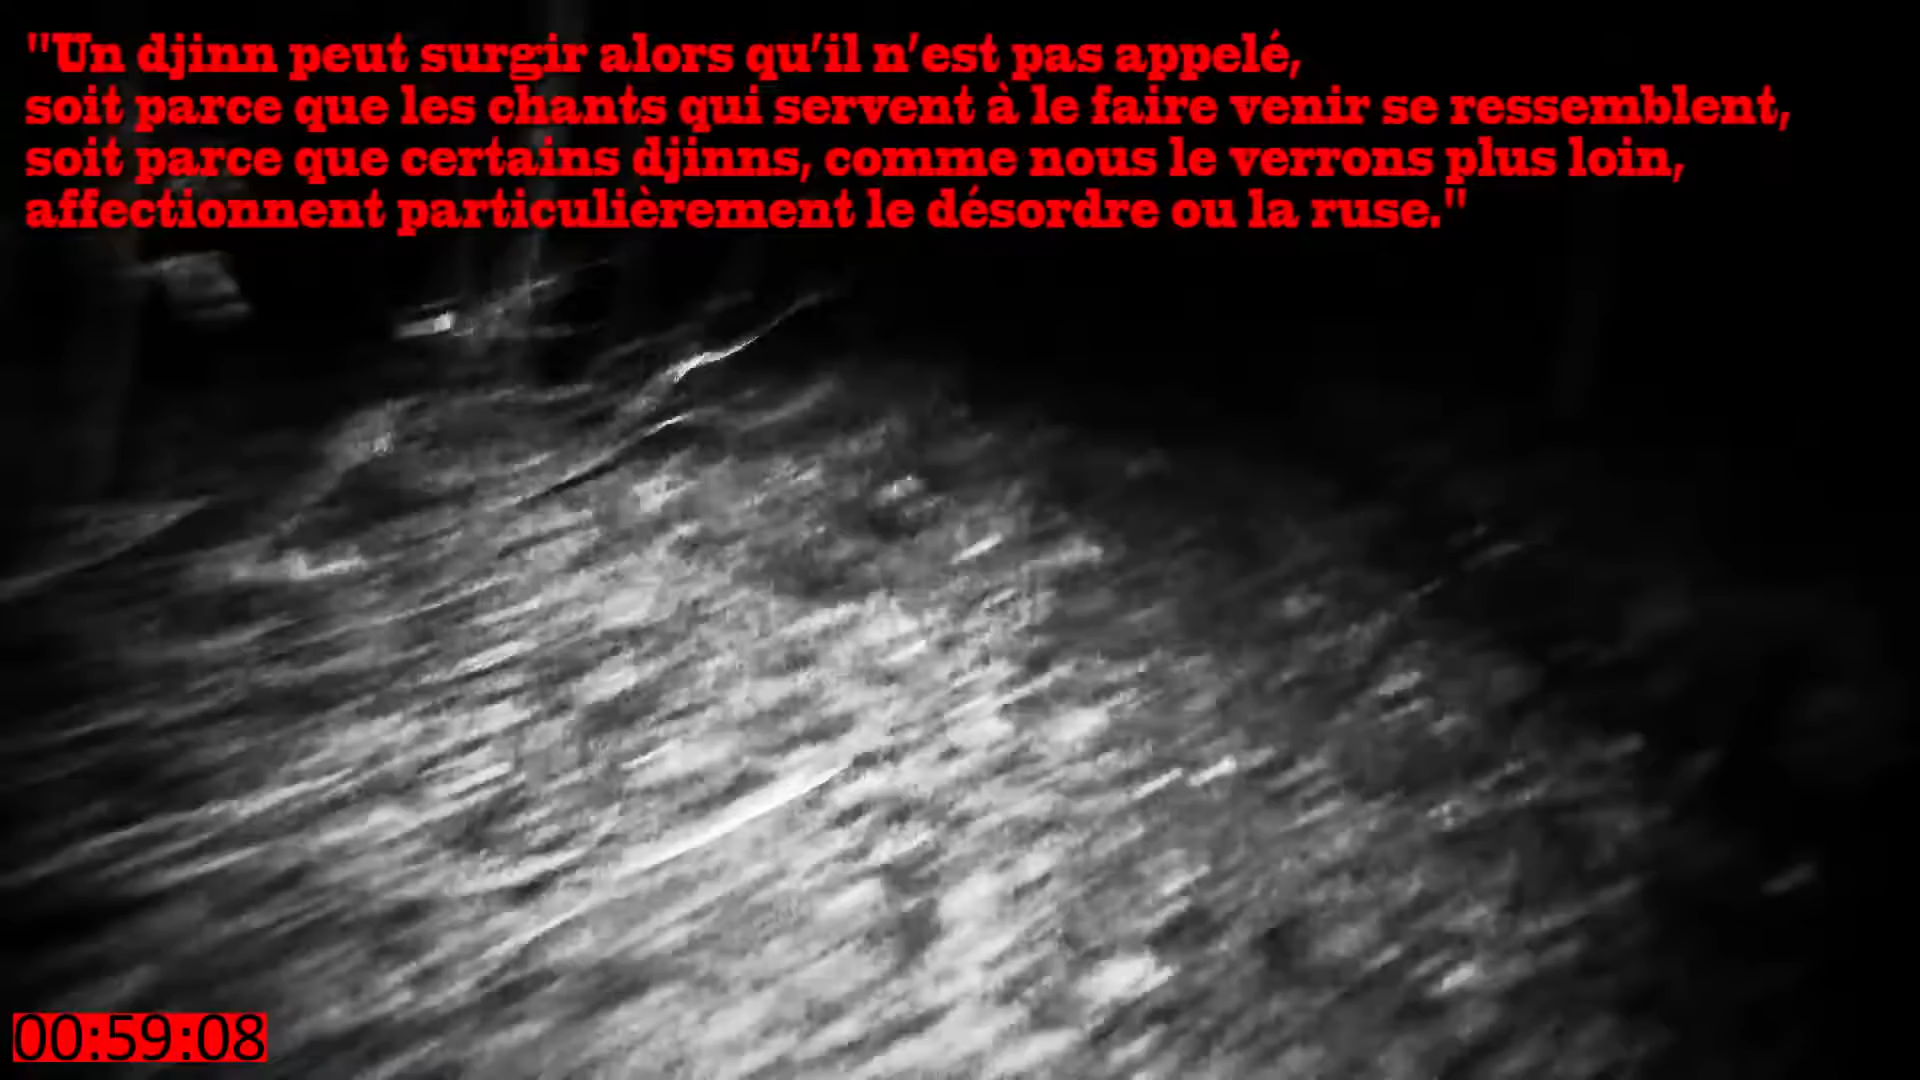 "Un djinn peut surgir alors qu’il n’est pas appelé,
soit parce que les chants qui servent à le faire venir se ressemblent,
soit parce que certains djinns, comme nous le verrons plus loin,
affectionnent particulièrement le désordre ou la ruse."
00:59:08